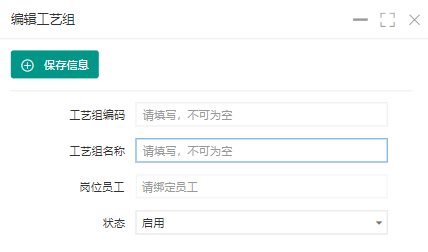 编辑工艺组
保存信息
工艺组编码 请填写，不可为空
工艺组名称 请填写，不可为空
岗位员工 请绑定员工
状态 启用